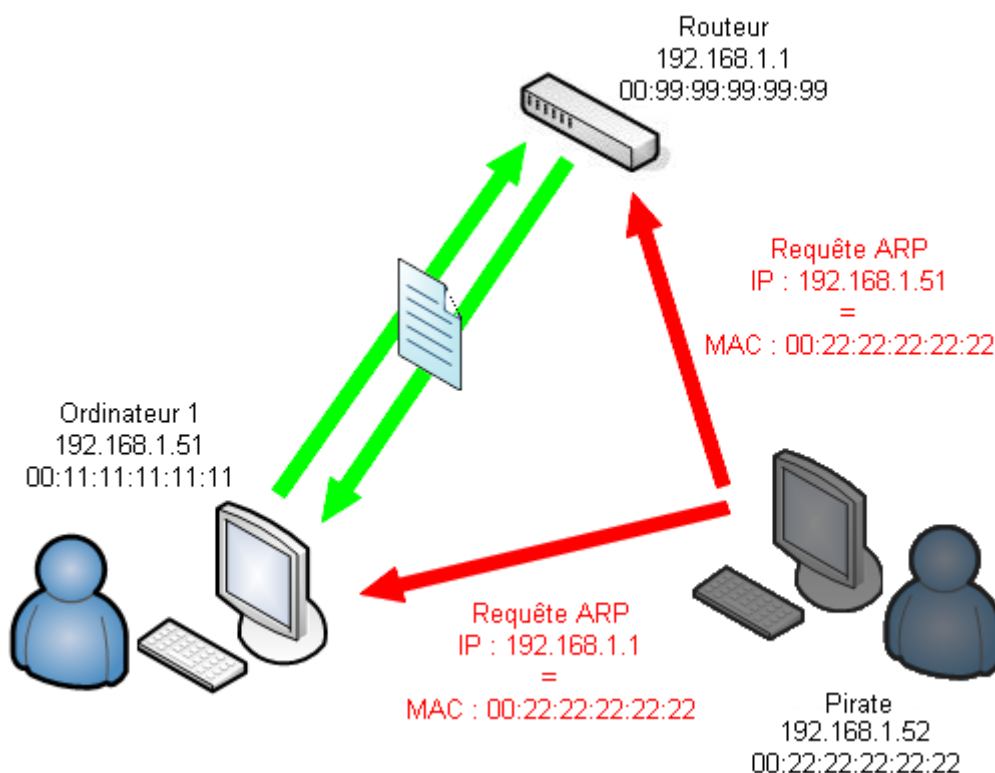 Routeur
192.168.1.1
00:99:99:99:99:99
Requête ARP
IP : 192.168.1.51
=
MAC : 00:22:22:22:22:22
Ordinateur 1
192.168.1.51
00:11:11:11:11:11
Requête ARP
IP : 192.168.1.1
=
MAC : 00:22:22:22:22:22
Pirate
192.168.1.52
00:22:22:22:22:22